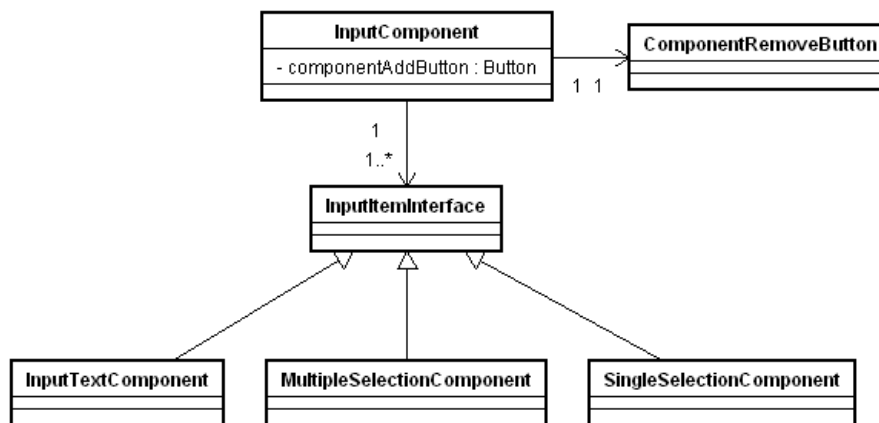 InputComponent
- componentAddButton : Button
ComponentRemoveButton
1 1
1
1..*
InputItemInterface
InputTextComponent
MultipleSelectionComponent
SingleSelectionComponent